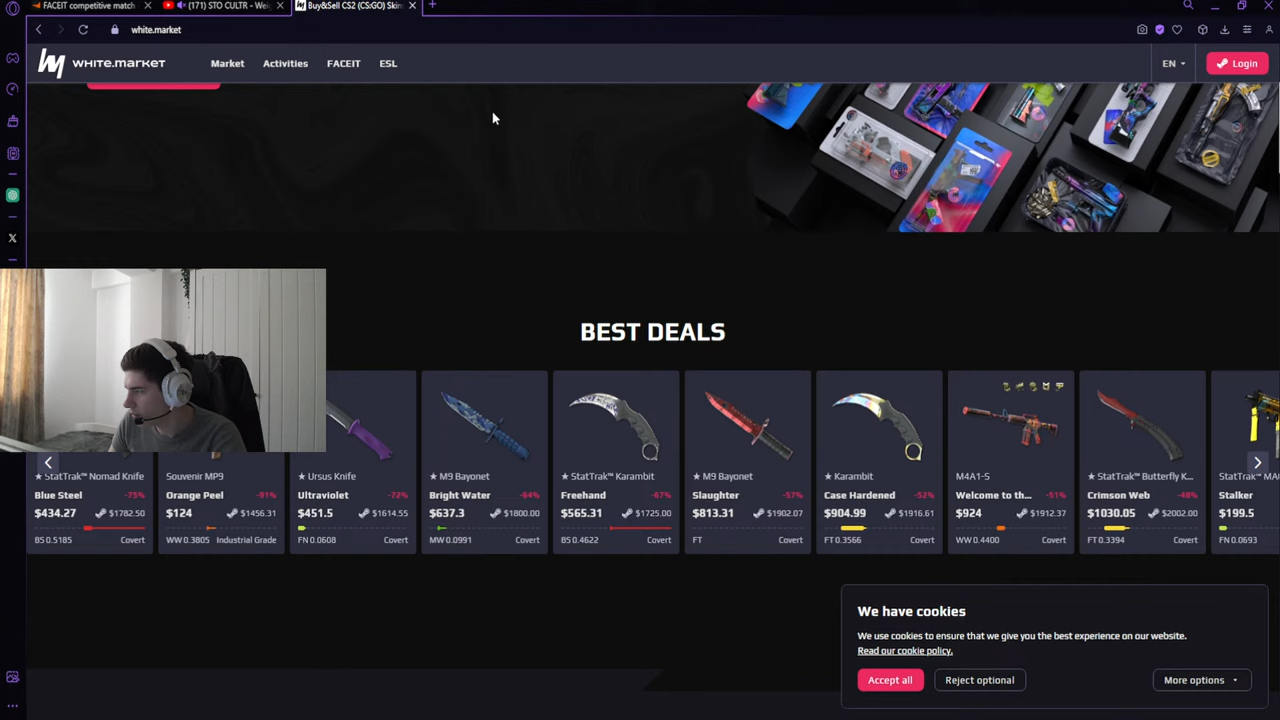 FACEIT competitive match
(171) STO CULTR - Wei
Buy&Sell CS2 (CS:GO) Skin
white.market
WHITE.MARKET
Market
Activities
FACEIT
ESL
EN
Login
BEST DEALS
★ StatTrak™ Nomad Knife
Blue Steel -75%
$434.27 $1782.50
BS 0.5185 Covert
Souvenir MP9
Orange Peel -91%
$124 $1456.31
WW 0.3805 Industrial Grade
★ Ursus Knife
Ultraviolet -72%
$451.5 $1614.55
FN 0.0608 Covert
★ M9 Bayonet
Bright Water -64%
$637.3 $1800.00
MW 0.0991 Covert
★ StatTrak™ Karambit
Freehand -67%
$565.31 $1725.00
BS 0.4622 Covert
★ M9 Bayonet
Slaughter -57%
$813.31 $1902.07
FT Covert
★ Karambit
Case Hardened -52%
$904.99 $1916.61
FT 0.3566 Covert
M4A1-S
Welcome to th... -51%
$924 $1912.37
WW 0.4400 Covert
★ StatTrak™ Butterfly K...
Crimson Web -48%
$1030.05 $2002.00
FT 0.3394 Covert
StatTrak™ MA
Stalker
$199.5
FN 0.0693
We have cookies
We use cookies to ensure that we give you the best experience on our website.
Read our cookie policy.
Accept all
Reject optional
More options